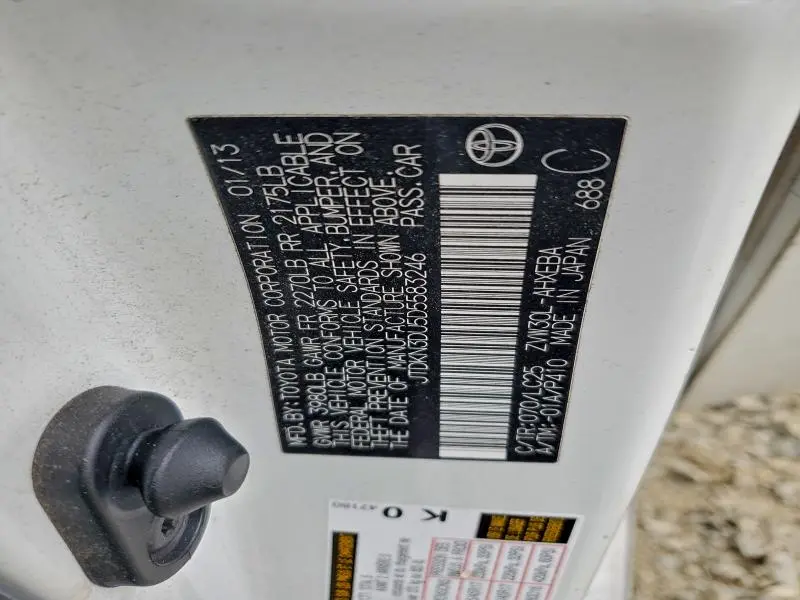 MFD.BY:TOYOTA MOTOR CORPORATION 01/13
GVWR 3980LB GAWR FR 2270LB RR 2175LB
THIS VEHICLE CONFORMS TO ALL APPLICABLE
FEDERAL MOTOR VEHICLE SAFETY, BUMPER, AND
THEFT PREVENTION STANDARDS IN EFFECT ON
THE DATE OF MANUFACTURE SHOWN ABOVE.
JTDKN3DU5D5583246 PASS.CAR
C/TR:070/LC25 ZVW30L-AHXEBA
A/TM:-01A/P410 MADE IN JAPAN 688
C
K O
47180